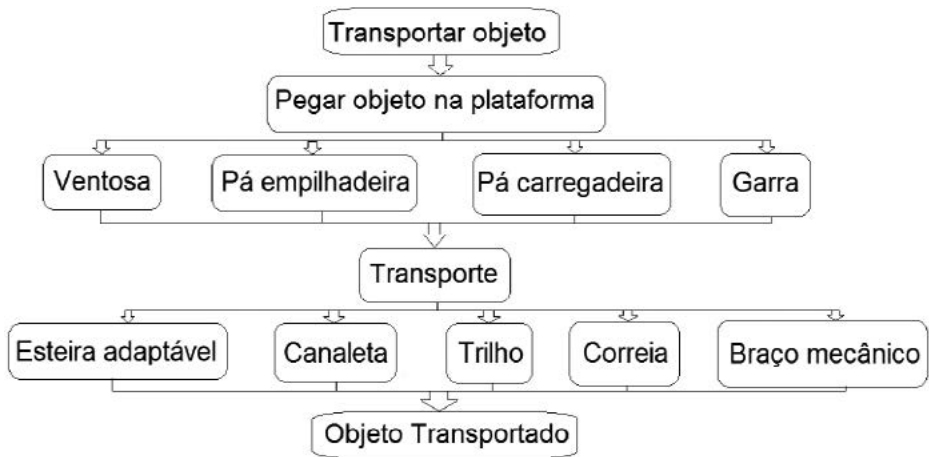 Transportar objeto
Pegar objeto na plataforma
Ventosa
Pá empilhadeira
Pá carregadeira
Garra
Transporte
Esteira adaptável
Canaleta
Trilho
Correia
Braço mecânico
Objeto Transportado